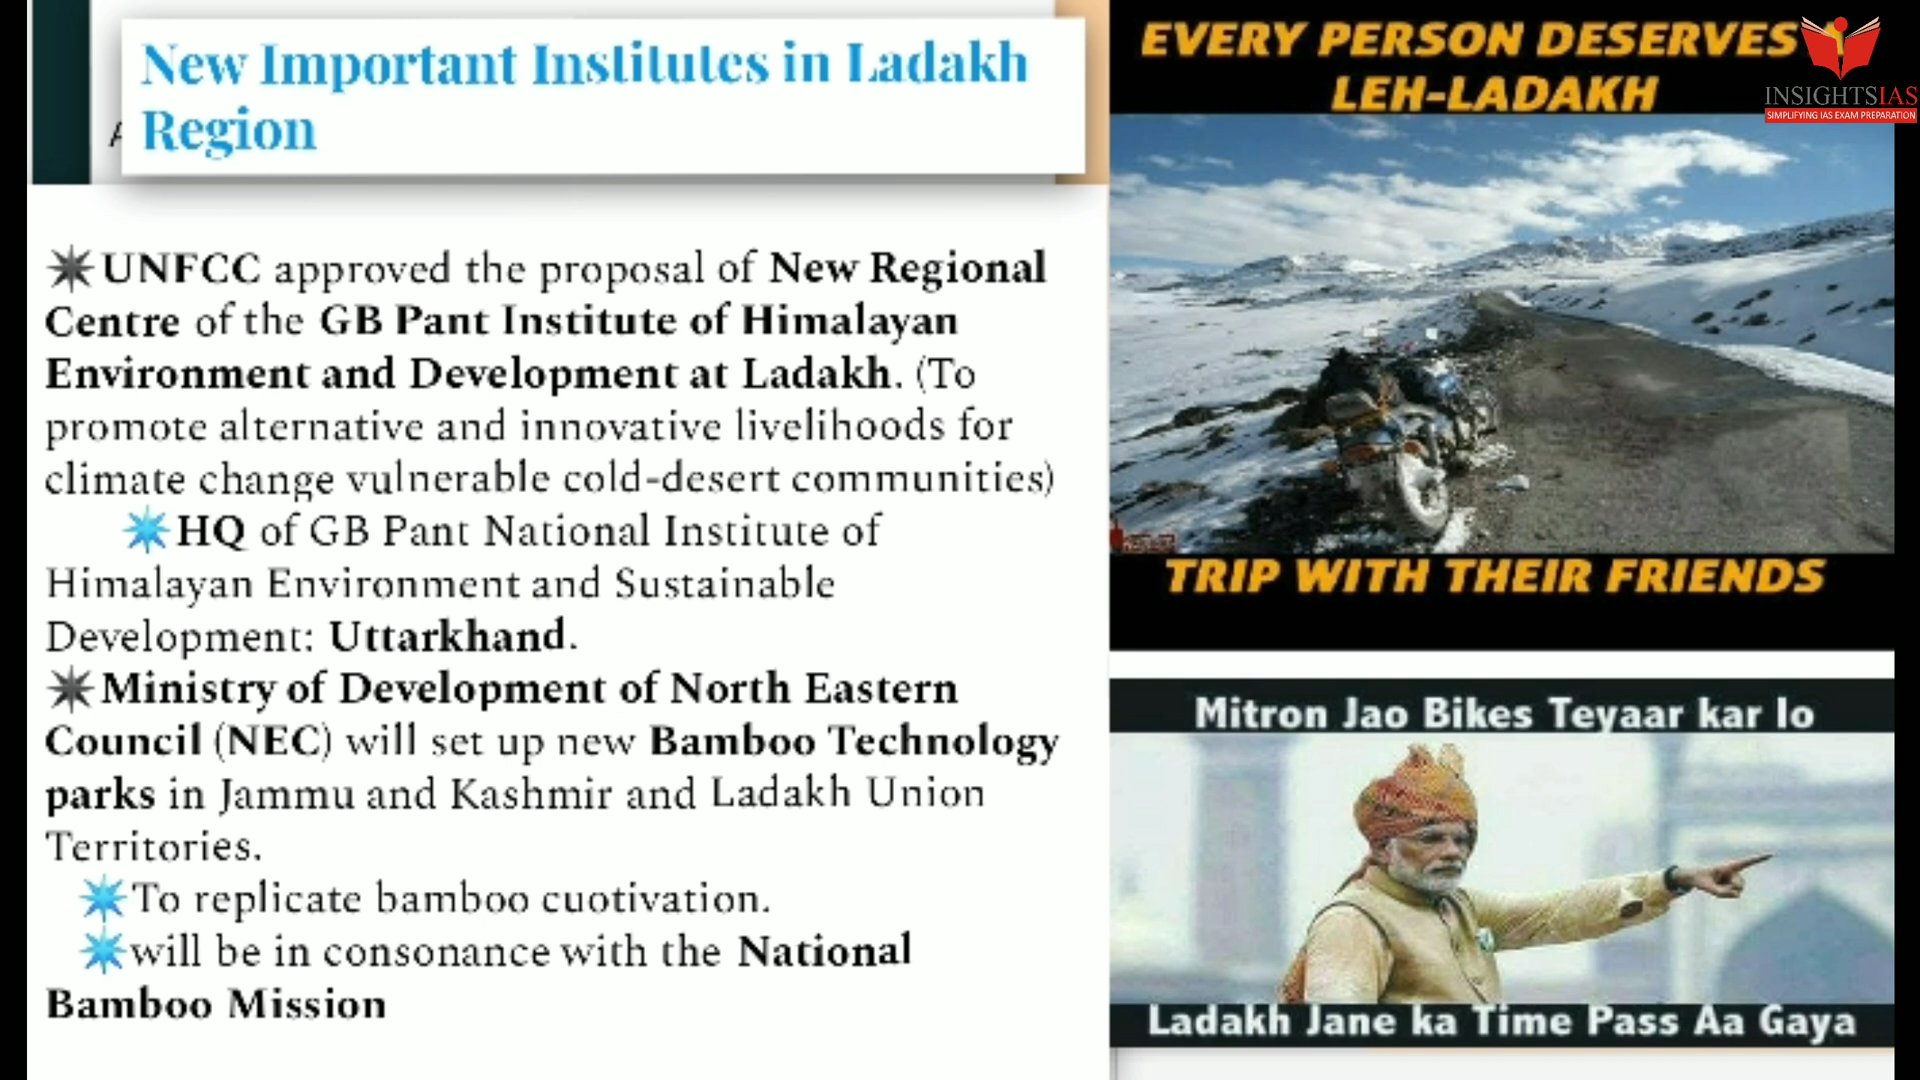 New Important Institutes in Ladakh
Region
UNFCC approved the proposal of New Regional
Centre of the GB Pant Institute of Himalayan
Environment and Development at Ladakh. (To
promote alternative and innovative livelihoods for
climate change vulnerable cold-desert communities)
HQ of GB Pant National Institute of
Himalayan Environment and Sustainable
Development: Uttarkhand.
Ministry of Development of North Eastern
Council (NEC) will set up new Bamboo Technology
parks in Jammu and Kashmir and Ladakh Union
Territories.
To replicate bamboo cuotivation.
will be in consonance with the National
Bamboo Mission
EVERY PERSON DESERVES
LEH-LADAKH
TRIP WITH THEIR FRIENDS
INSIGHTSIAS
SIMPLIFYING IAS EXAM PREPARATION
Mitron Jao Bikes Teyaar kar lo
Ladakh Jane ka Time Pass Aa Gaya